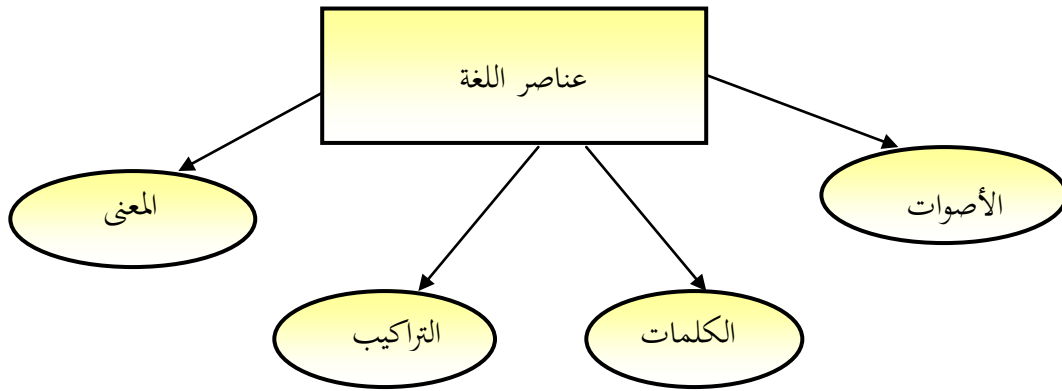 عناصر اللغة
الأصوات
الكلمات
التراكيب
المعنى